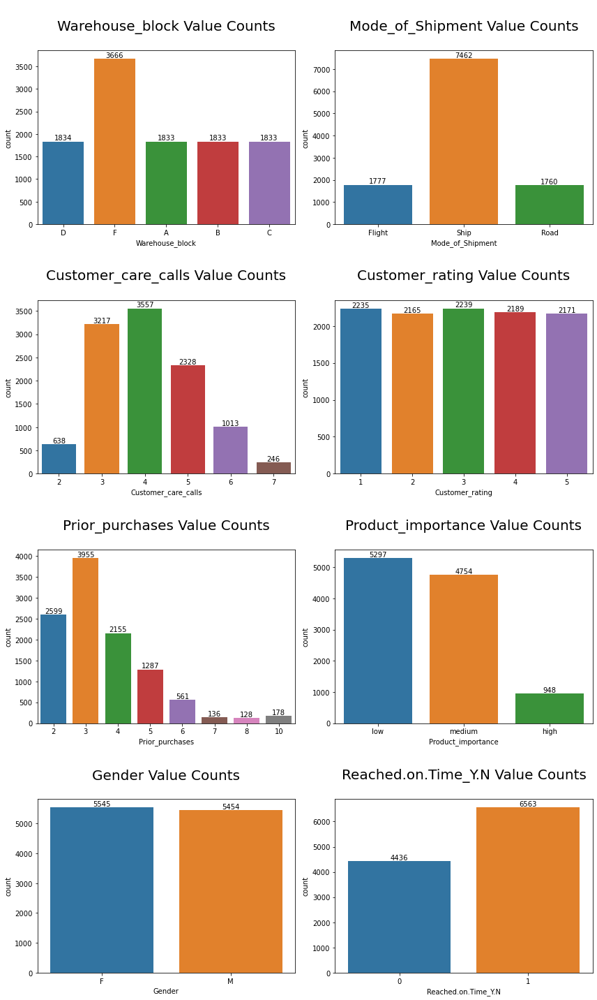 Warehouse_block Value Counts
3500
3000
2500
2000
1500
1000
500
0
count
1834
3666
1833
1833
1833
D F A B C
Warehouse_block
Mode_of_Shipment Value Counts
7000
6000
5000
4000
3000
2000
1000
0
count
1777
7462
1760
Flight Ship Road
Mode_of_Shipment
Customer_care_calls Value Counts
3500
3000
2500
2000
1500
1000
500
0
count
638
3217
3557
2328
1013
246
2 3 4 5 6 7
Customer_care_calls
Customer_rating Value Counts
2000
1500
1000
500
0
count
2235
2165
2239
2189
2171
1 2 3 4 5
Customer_rating
Prior_purchases Value Counts
4000
3500
3000
2500
2000
1500
1000
500
0
count
2599
3955
2155
1287
561
136
128
178
2 3 4 5 6 7 8 10
Prior_purchases
Product_importance Value Counts
5000
4000
3000
2000
1000
0
count
5297
4754
948
low medium high
Product_importance
Gender Value Counts
5000
4000
3000
2000
1000
0
count
5545
5454
F M
Gender
Reached.on.Time_Y.N Value Counts
6000
5000
4000
3000
2000
1000
0
count
4436
6563
0 1
Reached.on.Time_Y.N